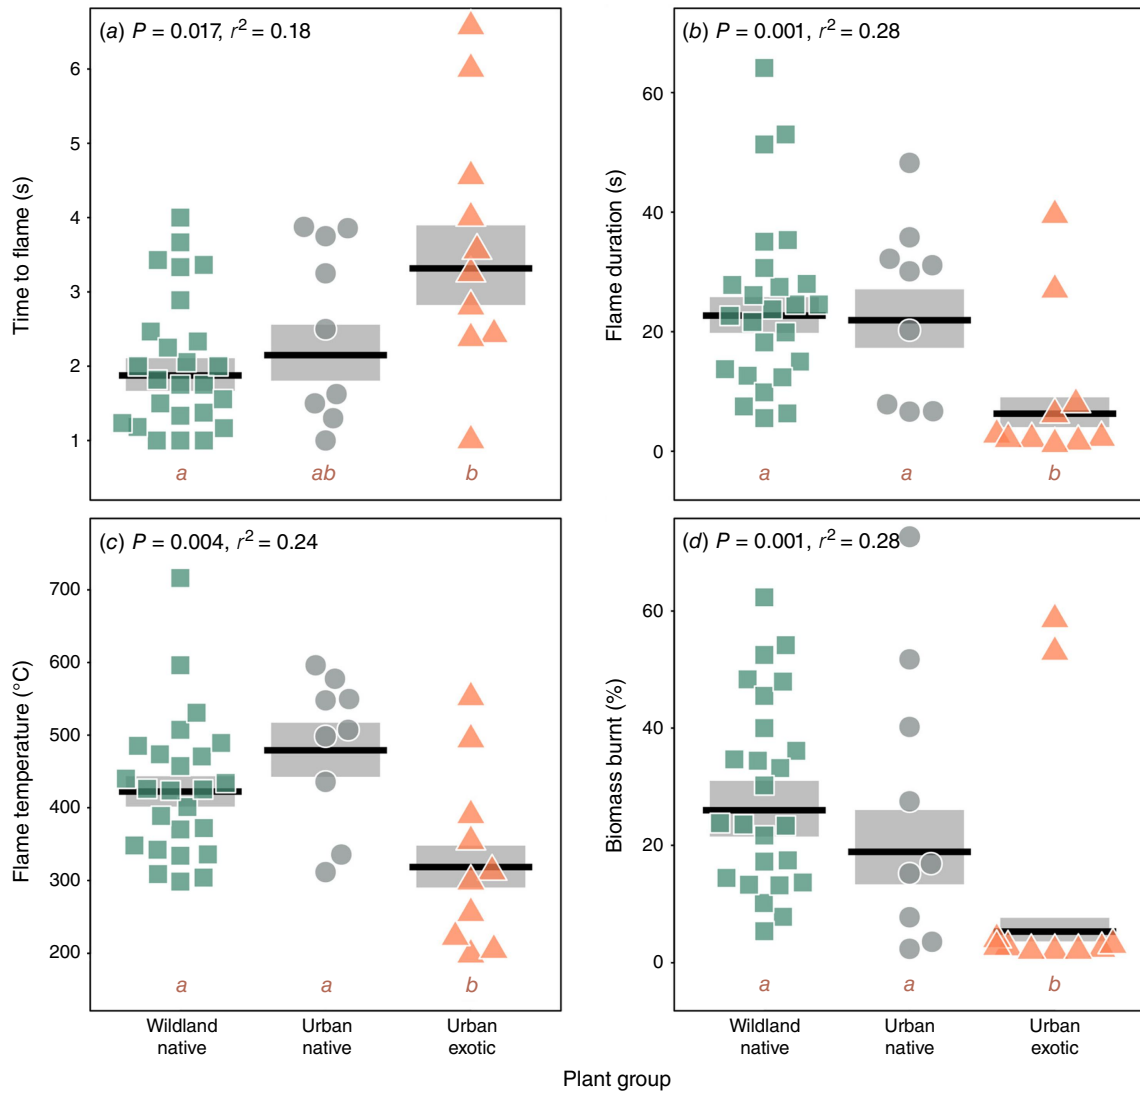 (a) P = 0.017, r² = 0.18
Time to flame (s)
6
5
4
3
2
1
a
ab
b
(b) P = 0.001, r² = 0.28
Flame duration (s)
60
40
20
0
a
a
b
(c) P = 0.004, r² = 0.24
Flame temperature (°C)
700
600
500
400
300
200
a
a
b
Wildland native
Urban native
Urban exotic
(d) P = 0.001, r² = 0.28
Biomass burnt (%)
60
40
20
0
a
a
b
Wildland native
Urban native
Urban exotic
Plant group